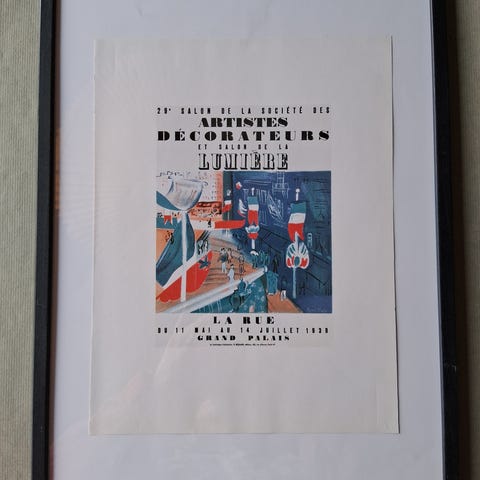 29e SALON DE LA SOCIÉTÉ DES
ARTISTES
DÉCORATEURS
ET SALON DE LA
LUMIÈRE
LA RUE
DU 11 MAI AU 14 JUILLET 1939
GRAND PALAIS